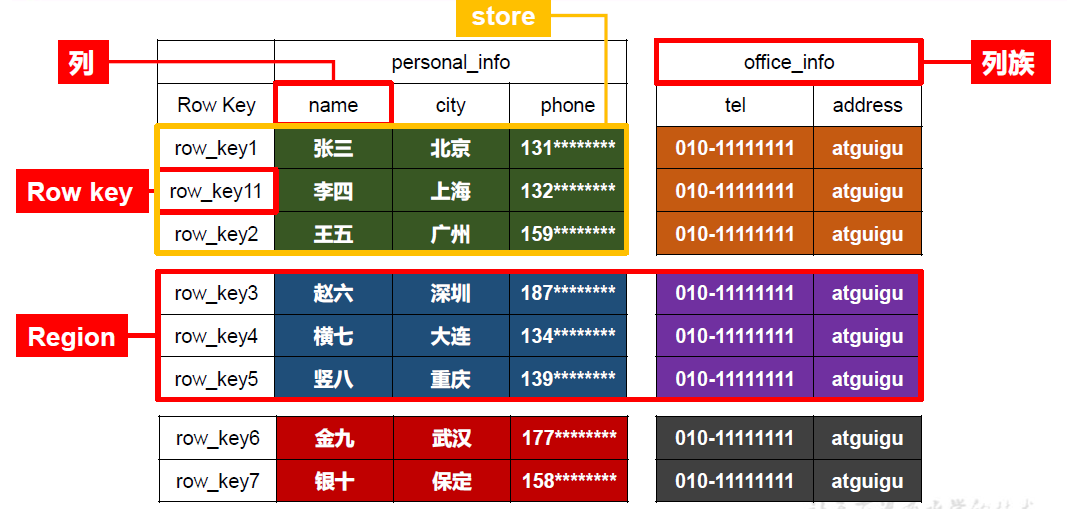 store
列 personal_info office_info 列族
Row Key name city phone tel address
row_key1 张三 北京 131******** 010-11111111 atguigu
Row key row_key11 李四 上海 132******** 010-11111111 atguigu
row_key2 王五 广州 159******** 010-11111111 atguigu
row_key3 赵六 深圳 187******** 010-11111111 atguigu
Region row_key4 横七 大连 134******** 010-11111111 atguigu
row_key5 竖八 重庆 139******** 010-11111111 atguigu
row_key6 金九 武汉 177******** 010-11111111 atguigu
row_key7 银十 保定 158******** 010-11111111 atguigu